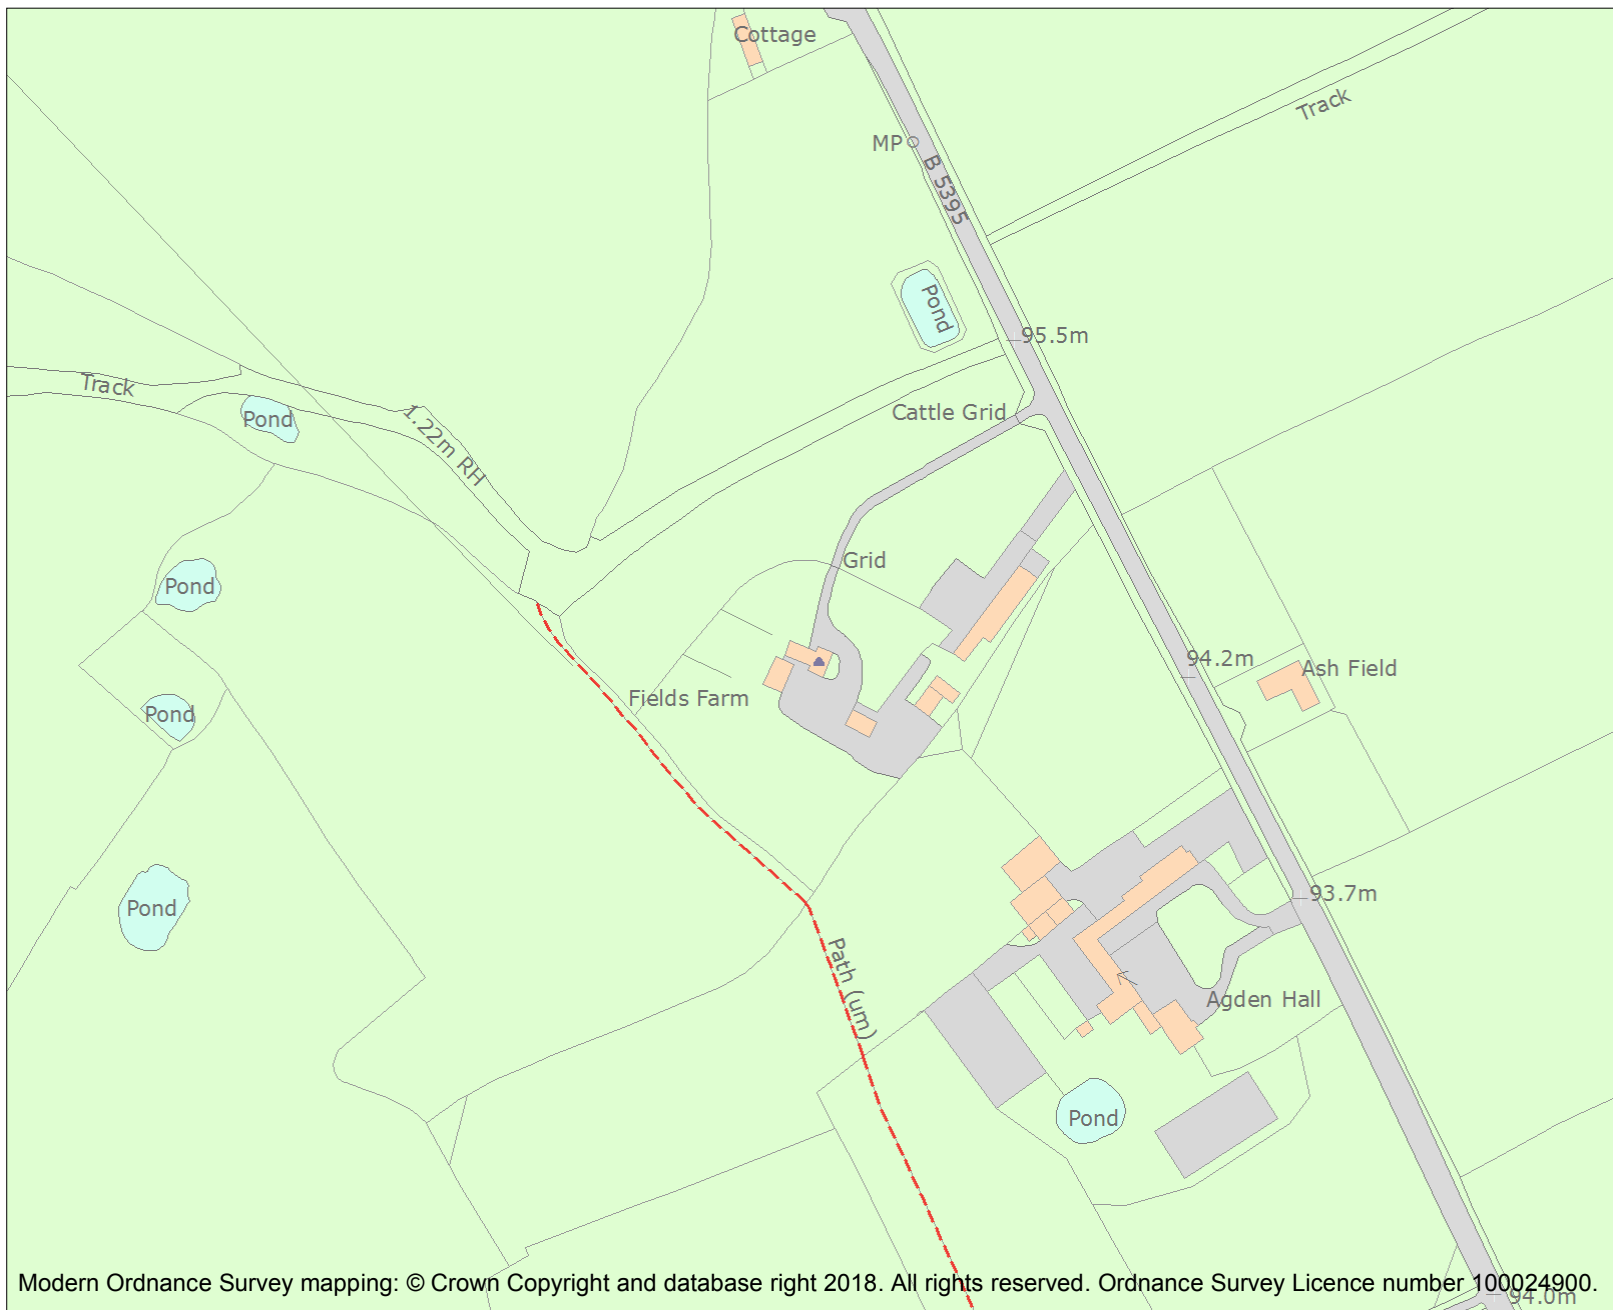 Cottage
Track
MP
B 5395
Pond
95.5m
Track
Pond
Cattle Grid
1.22m RH
Grid
Pond
94.2m
Ash Field
Fields Farm
Pond
93.7m
Pond
Path (um)
Agden Hall
Pond
Modern Ordnance Survey mapping: © Crown Copyright and database right 2018. All rights reserved. Ordnance Survey Licence number 100024900.
94.0m